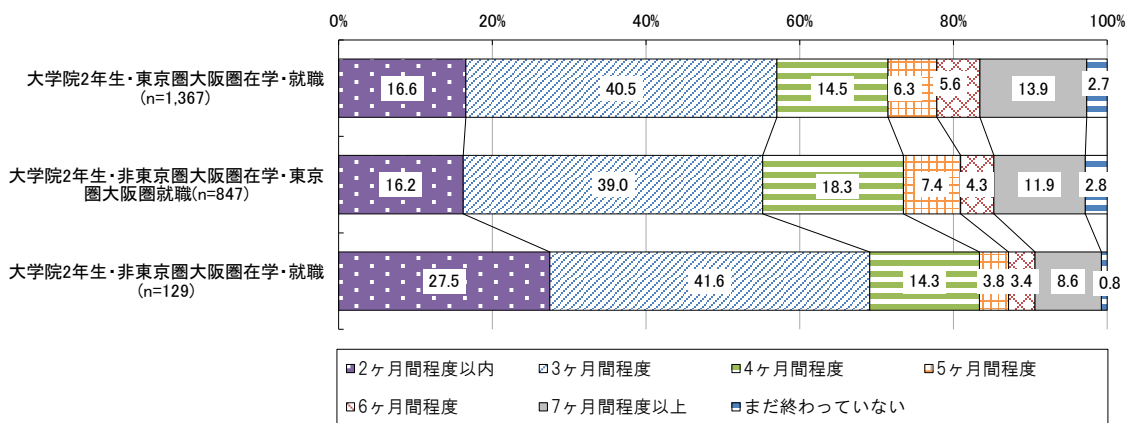 0% 20% 40% 60% 80% 100%
大学院2年生・東京圏大阪圏在学・就職
(n=1,367)
16.6 40.5 14.5 6.3 5.6 13.9 2.7
大学院2年生・非東京圏大阪圏在学・東京
圏大阪圏就職(n=847)
16.2 39.0 18.3 7.4 4.3 11.9 2.8
大学院2年生・非東京圏大阪圏在学・就職
(n=129)
27.5 41.6 14.3 3.8 3.4 8.6 0.8
2ヶ月間程度以内 3ヶ月間程度 4ヶ月間程度 5ヶ月間程度
6ヶ月間程度 7ヶ月間程度以上 まだ終わっていない